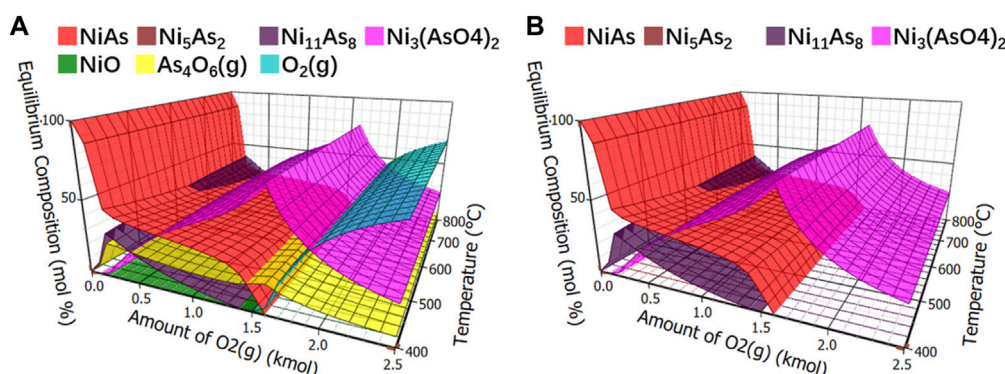 A
NiAs Ni₅As₂ Ni₁₁As₈ Ni₃(AsO4)₂
NiO As₄O₆(g) O₂(g)
Equilibrium Composition (mol %)
100
50
0.0
0.5
1.0
1.5
2.0
2.5
Amount of O2(g) (kmol)
400
500
600
700
800
Temperature (°C)
B
NiAs Ni₅As₂ Ni₁₁As₈ Ni₃(AsO4)₂
Equilibrium Composition (mol %)
100
50
0.0
0.5
1.0
1.5
2.0
2.5
Amount of O2(g) (kmol)
400
500
600
700
800
Temperature (°C)